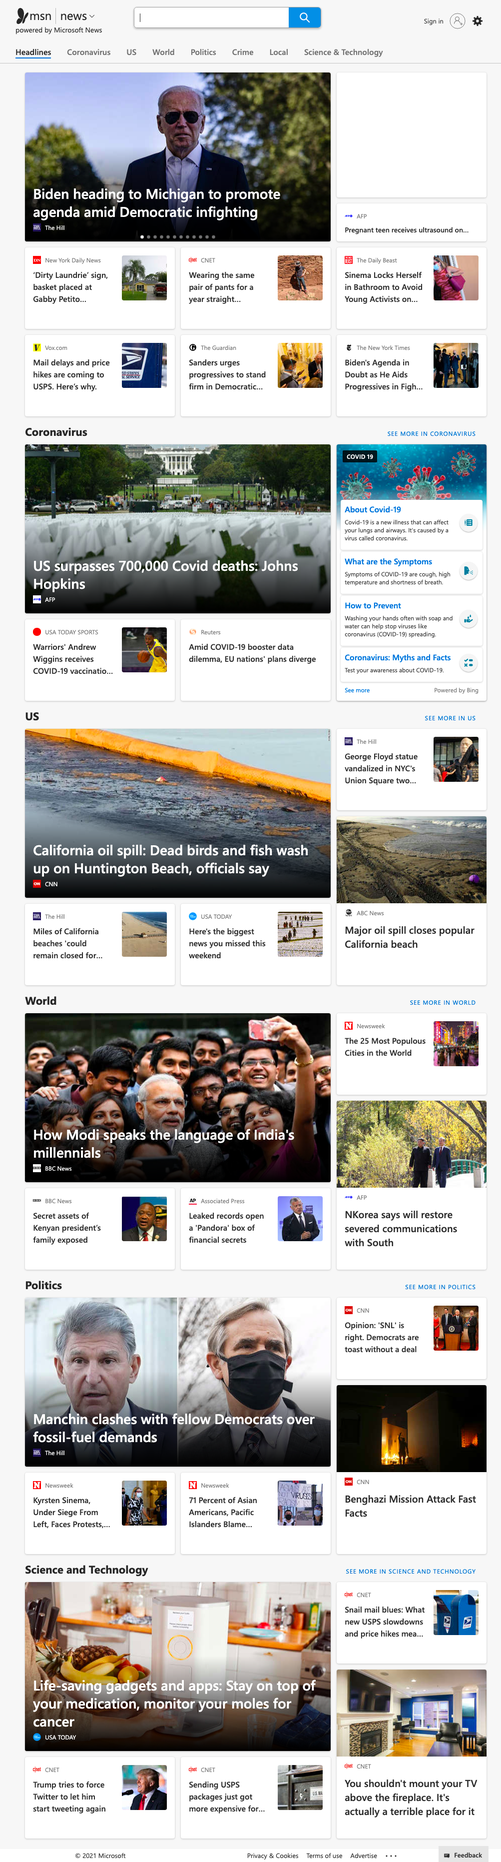 msn news
powered by Microsoft News
Sign in
Headlines Coronavirus US World Politics Crime Local Science & Technology
Biden heading to Michigan to promote
agenda amid Democratic infighting
The Hill
AFP
Pregnant teen receives ultrasound on...
New York Daily News
'Dirty Laundrie' sign,
basket placed at
Gabby Petito...
CNET
Wearing the same
pair of pants for a
year straight...
The Daily Beast
Sinema Locks Herself
in Bathroom to Avoid
Young Activists on...
Vox.com
Mail delays and price
hikes are coming to
USPS. Here's why.
The Guardian
Sanders urges
progressives to stand
firm in Democratic...
The New York Times
Biden's Agenda in
Doubt as He Aids
Progressives in Figh...
Coronavirus
SEE MORE IN CORONAVIRUS
US surpasses 700,000 Covid deaths: Johns
Hopkins
AFP
COVID 19
About Covid-19
Covid-19 is a new illness that can affect
your lungs and airways. It's caused by a
virus called coronavirus.
What are the Symptoms
Symptoms of COVID-19 are cough, high
temperature and shortness of breath.
How to Prevent
Washing your hands often with soap and
water can help stop viruses like
coronavirus (COVID-19) spreading.
Coronavirus: Myths and Facts
Test your awareness about COVID-19.
See more
Powered by Bing
USA TODAY SPORTS
Warriors' Andrew
Wiggins receives
COVID-19 vaccinatio...
Reuters
Amid COVID-19 booster data
dilemma, EU nations' plans diverge
US
SEE MORE IN US
California oil spill: Dead birds and fish wash
up on Huntington Beach, officials say
CNN
The Hill
George Floyd statue
vandalized in NYC's
Union Square two...
ABC News
Major oil spill closes popular
California beach
The Hill
Miles of California
beaches 'could
remain closed for...
USA TODAY
Here's the biggest
news you missed this
weekend
World
SEE MORE IN WORLD
How Modi speaks the language of India's
millennials
BBC News
Newsweek
The 25 Most Populous
Cities in the World
AFP
NKorea says will restore
severed communications
with South
BBC News
Secret assets of
Kenyan president's
family exposed
AP Associated Press
Leaked records open
a 'Pandora' box of
financial secrets
Politics
SEE MORE IN POLITICS
Manchin clashes with fellow Democrats over
fossil-fuel demands
The Hill
CNN
Opinion: 'SNL' is
right. Democrats are
toast without a deal
CNN
Benghazi Mission Attack Fast
Facts
Newsweek
Kyrsten Sinema,
Under Siege From
Left, Faces Protests,...
Newsweek
71 Percent of Asian
Americans, Pacific
Islanders Blame...
Science and Technology
SEE MORE IN SCIENCE AND TECHNOLOGY
Life-saving gadgets and apps: Stay on top of
your medication, monitor your moles for
cancer
USA TODAY
CNET
Snail mail blues: What
new USPS slowdowns
and price hikes mea...
CNET
You shouldn't mount your TV
above the fireplace. It's
actually a terrible place for it
CNET
Trump tries to force
Twitter to let him
start tweeting again
CNET
Sending USPS
packages just got
more expensive for...
© 2021 Microsoft
Privacy & Cookies Terms of use Advertise ...
Feedback